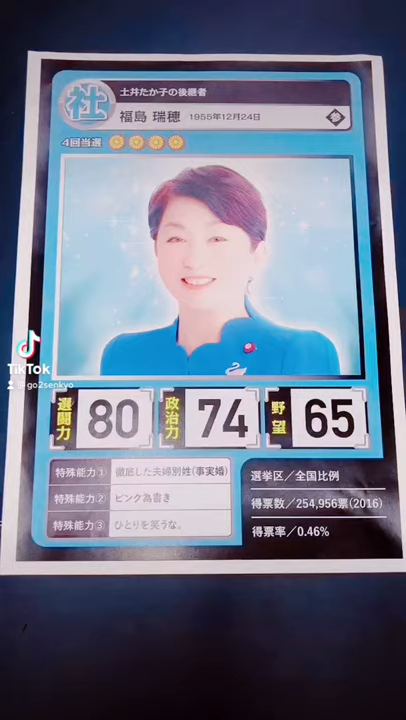 社
土井たか子の後継者
福島 瑞穂 1955年12月24日
参
4回当選
選闘力 80
政治力 74
野望 65
特殊能力① 徹底した夫婦別姓(事実婚)
特殊能力② ピンク為書き
特殊能力③ ひとりを笑うな。
選挙区/全国比例
得票数/254,956票(2016)
得票率/0.46%
TikTok
@go2senkyo